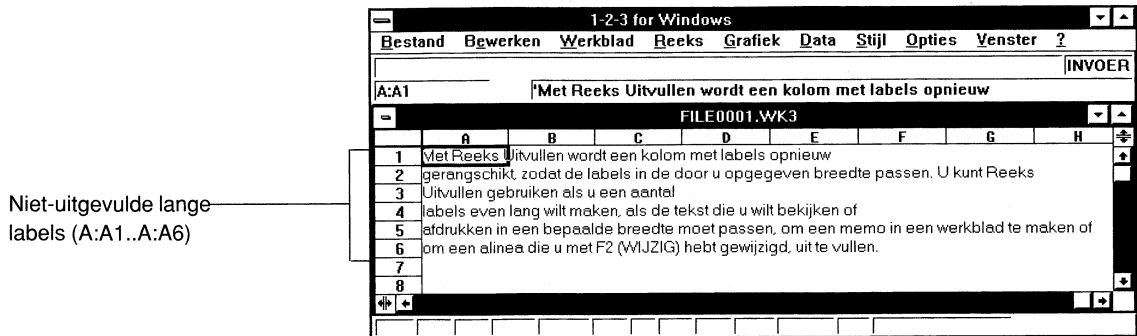 1-2-3 for Windows
Bestand Bewerken Werkblad Reeks Grafiek Data Stijl Opties Venster ?
INVOER
A:A1 'Met Reeks Uitvullen wordt een kolom met labels opnieuw
FILE0001.WK3
A B C D E F G H
1 Met Reeks Uitvullen wordt een kolom met labels opnieuw
2 gerangschikt, zodat de labels in de door u opgegeven breedte passen. U kunt Reeks
3 Uitvullen gebruiken als u een aantal
4 labels even lang wilt maken, als de tekst die u wilt bekijken of
5 afdrukken in een bepaalde breedte moet passen, om een memo in een werkblad te maken of
6 om een alinea die u met F2 (WIJZIG) hebt gewijzigd, uit te vullen.
7
8
Niet-uitgevulde lange
labels (A:A1..A:A6)